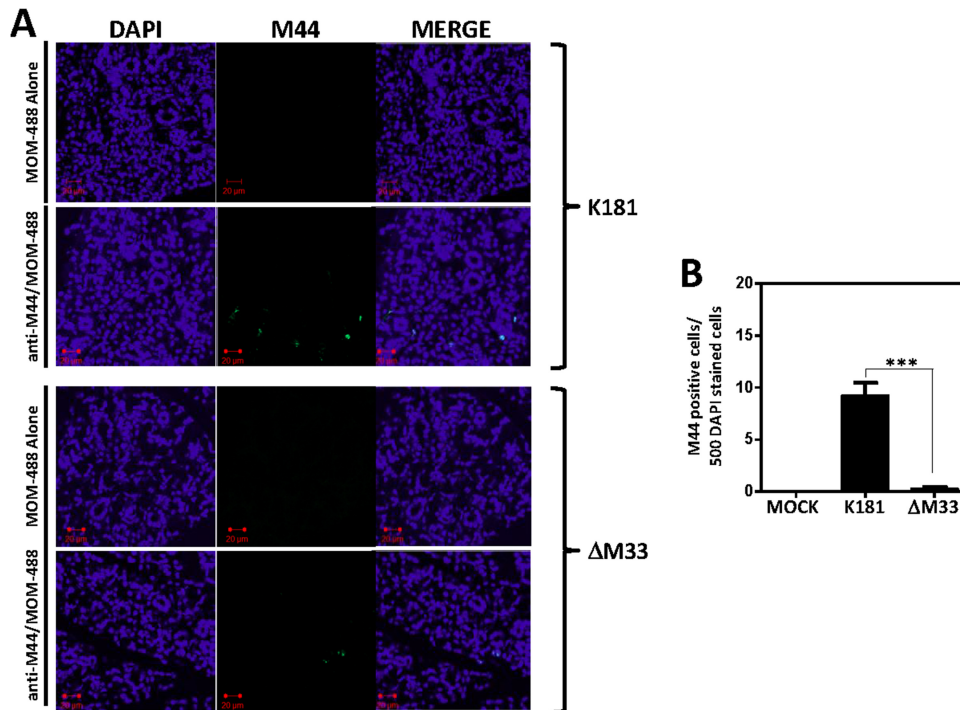 A
DAPI M44 MERGE
MOM-488 Alone
20 µm 20 µm 20 µm
anti-M44/MOM-488
20 µm 20 µm 20 µm
K181
MOM-488 Alone
20 µm 20 µm 20 µm
anti-M44/MOM-488
20 µm 20 µm 20 µm
ΔM33
B
M44 positive cells/
500 DAPI stained cells
20
15
10
5
0
***
MOCK K181 ΔM33